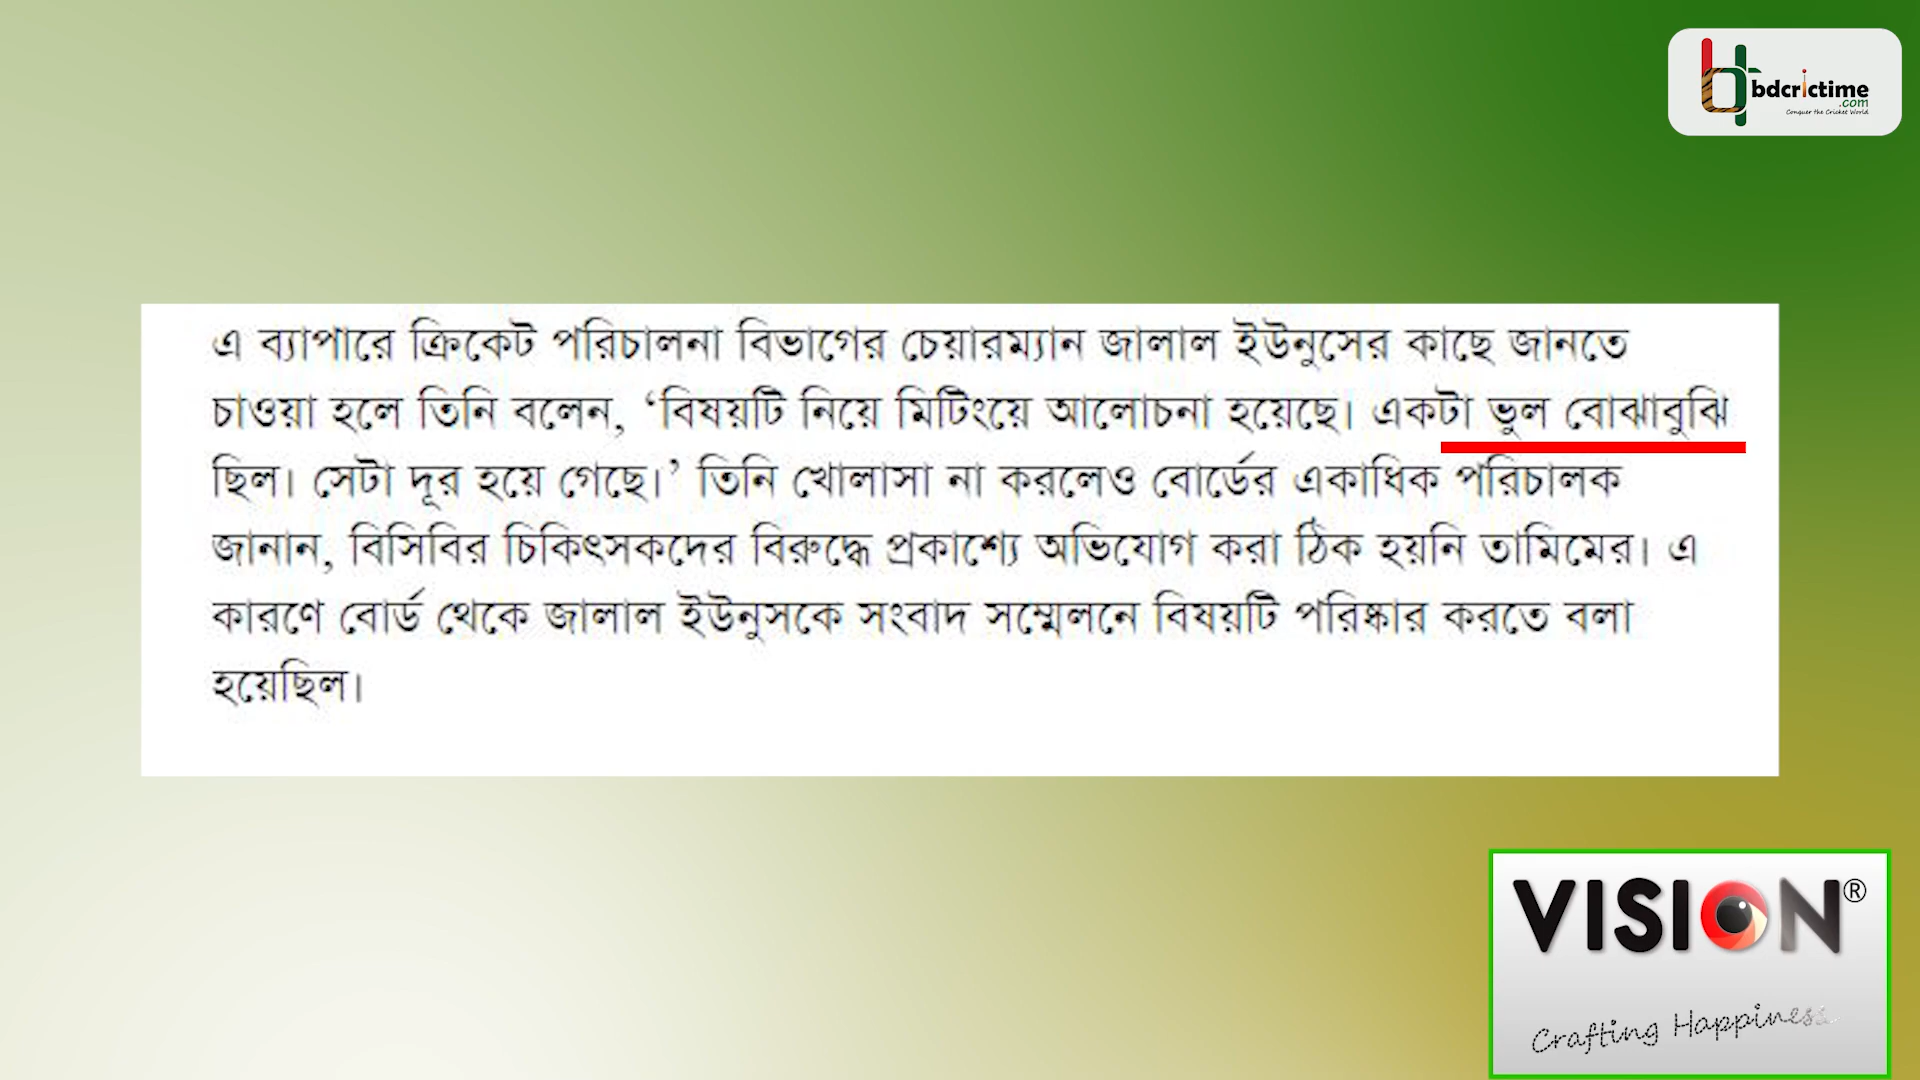 bdcrictime
.com
Conquer the Cricket World
এ ব্যাপারে ক্রিকেট পরিচালনা বিভাগের চেয়ারম্যান জালাল ইউনুসের কাছে জানতে
চাওয়া হলে তিনি বলেন, ‘বিষয়টি নিয়ে মিটিংয়ে আলোচনা হয়েছে। একটা ভুল বোঝাবুঝি
ছিল। সেটা দূর হয়ে গেছে।’ তিনি খোলাসা না করলেও বোর্ডের একাধিক পরিচালক
জানান, বিসিবির চিকিৎসকদের বিরুদ্ধে প্রকাশ্যে অভিযোগ করা ঠিক হয়নি তামিমের। এ
কারণে বোর্ড থেকে জালাল ইউনুসকে সংবাদ সম্মেলনে বিষয়টি পরিষ্কার করতে বলা
হয়েছিল।
VISION®
Crafting Happiness